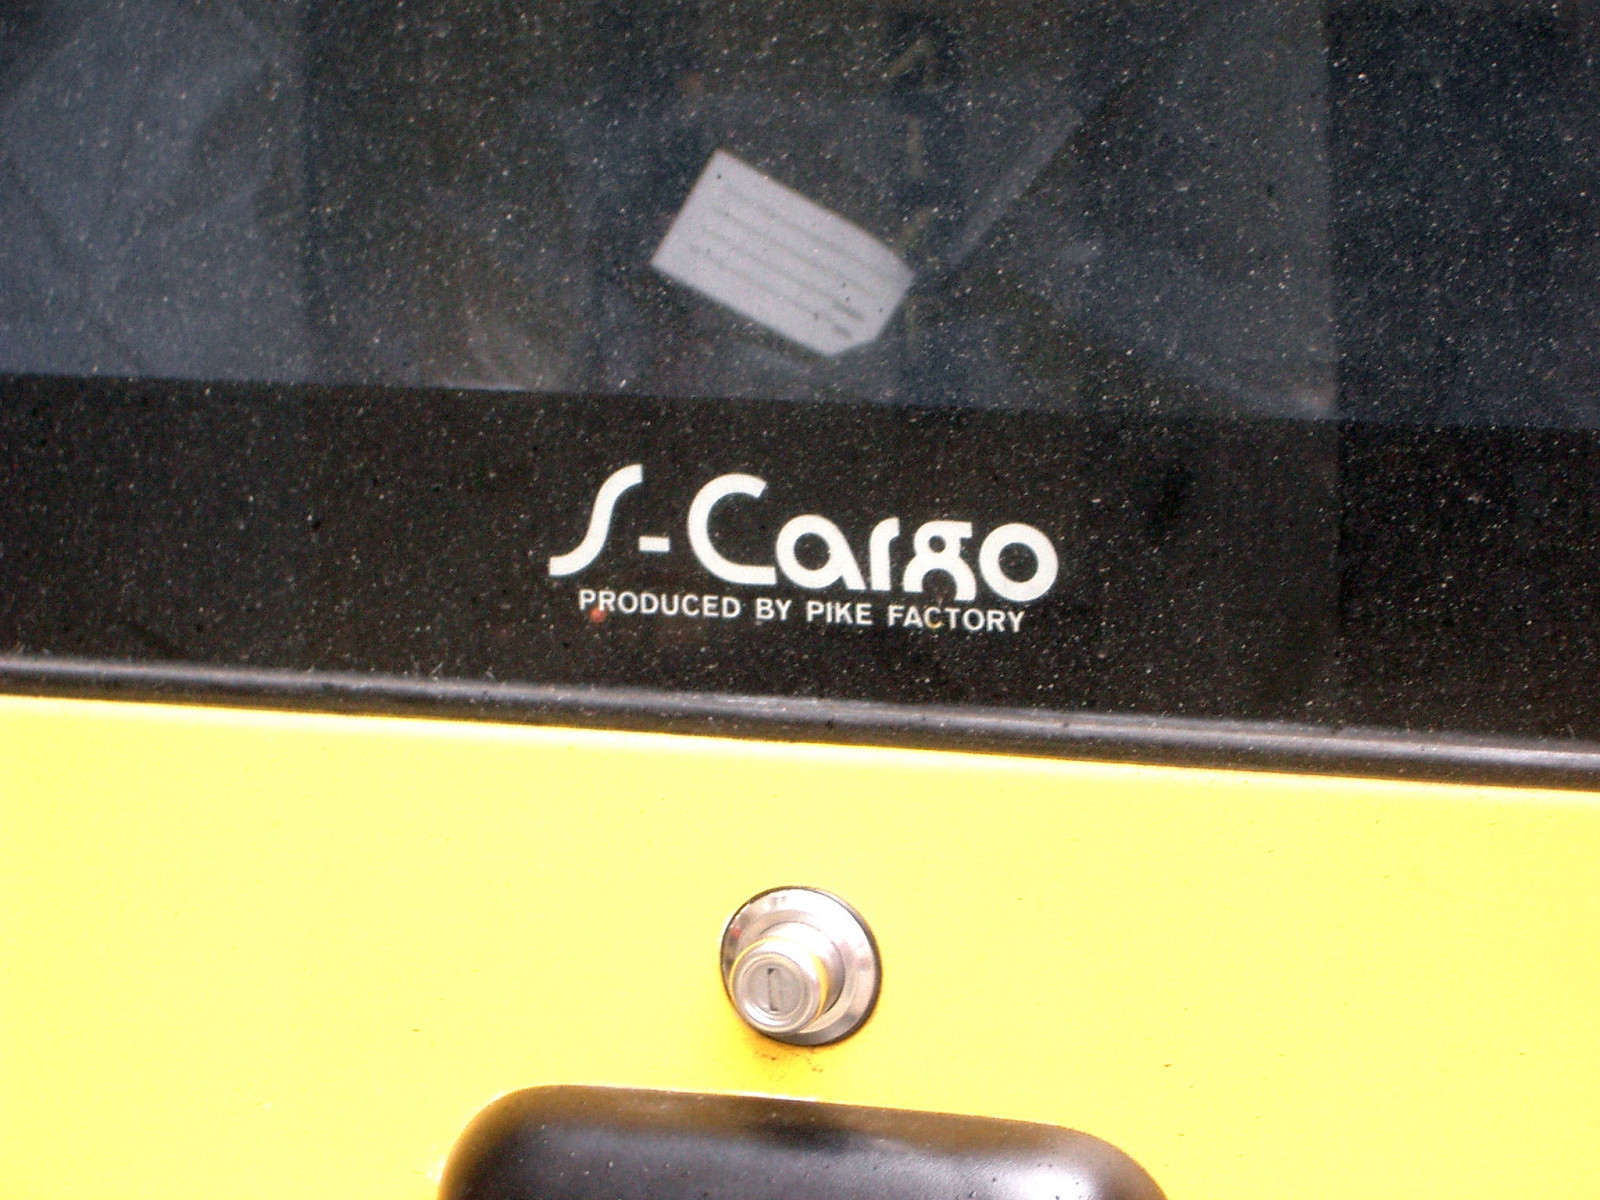 S-Cargo
PRODUCED BY PIKE FACTORY